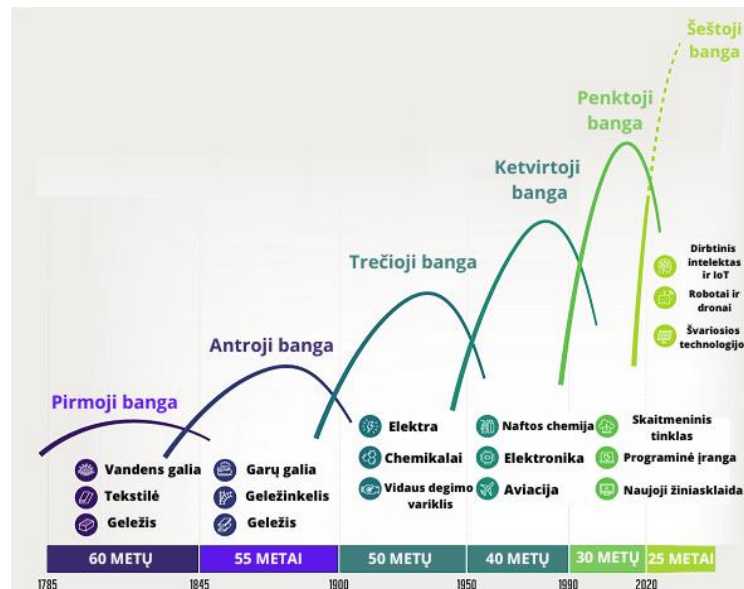 Šeštoji
banga
Penktoji
banga
Ketvirtoji
banga
Trečioji banga
Antroji banga
Pirmoji banga
Vandens galia
Tekstilė
Geležis
Garų galia
Geležinkelis
Geležis
Elektra
Chemikalai
Vidaus degimo
variklis
Naftos chemija
Elektronika
Aviacija
Skaitmeninis
tinklas
Programinė įranga
Naujoji žiniasklaida
Dirbtinis
intelektas
ir IoT
Robotai ir
dronai
Švariosios
technologijo
60 METŲ
55 METAI
50 METŲ
40 METŲ
30 METŲ
25 METAI
1785
1845
1900
1950
1990
2020